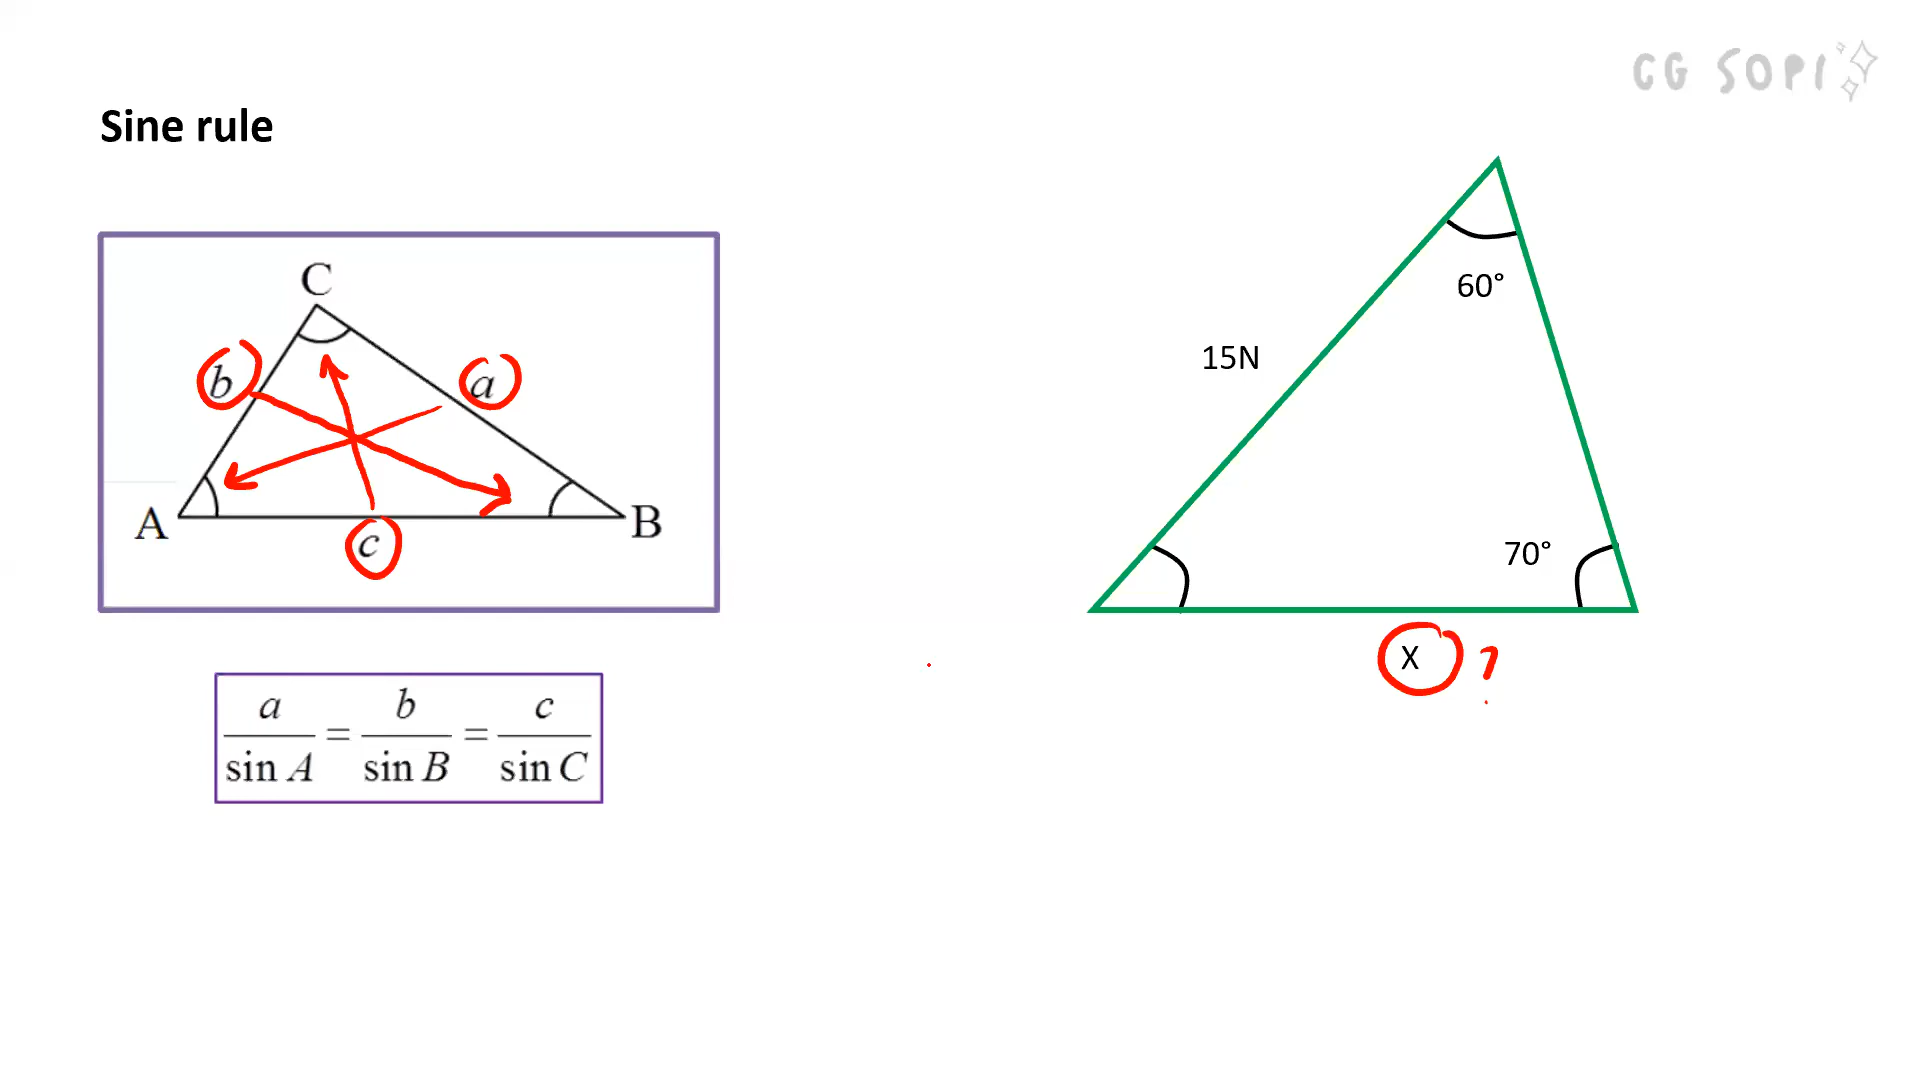 CG SOPI
Sine rule
C
b
a
A
B
c
a/sin A = b/sin B = c/sin C
60°
15N
70°
X ?